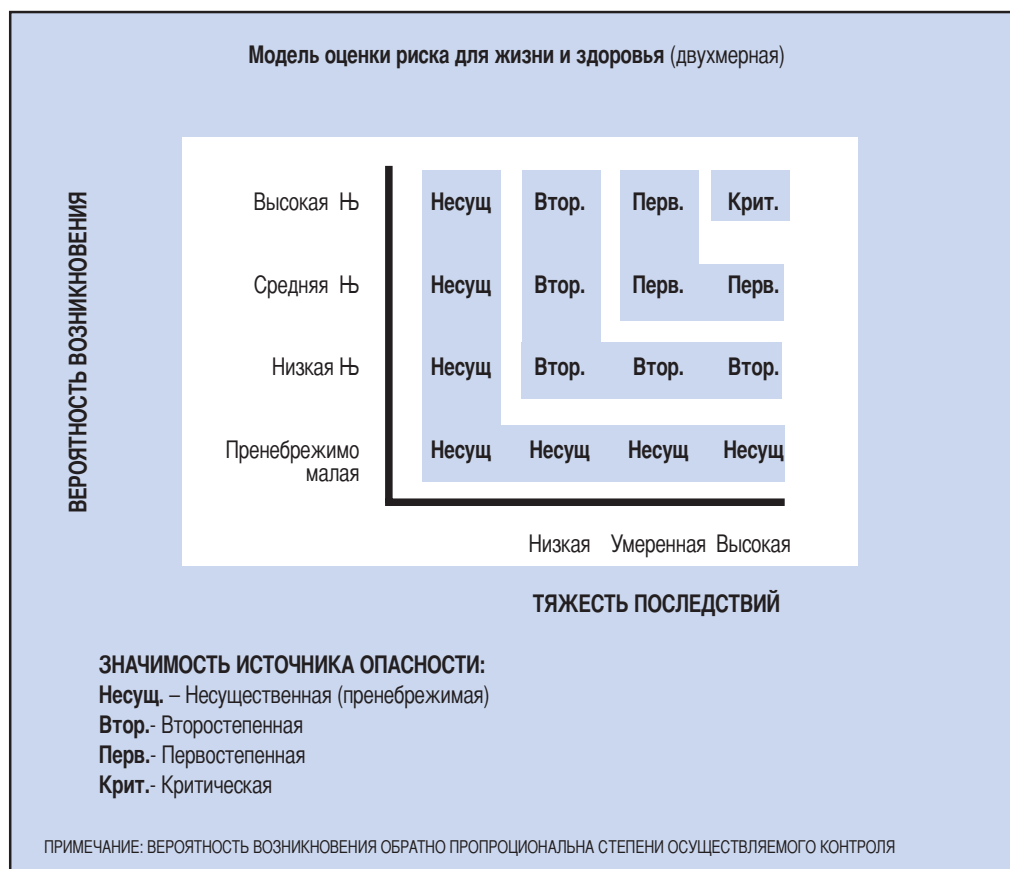 Модель оценки риска для жизни и здоровья (двухмерная)
ВЕРОЯТНОСТЬ ВОЗНИКНОВЕНИЯ
Высокая Њ Несущ Втор. Перв. Крит.
Средняя Њ Несущ Втор. Перв. Перв.
Низкая Њ Несущ Втор. Втор. Втор.
Пренебрежимо Несущ Несущ Несущ Несущ
малая
Низкая Умеренная Высокая
ТЯЖЕСТЬ ПОСЛЕДСТВИЙ
ЗНАЧИМОСТЬ ИСТОЧНИКА ОПАСНОСТИ:
Несущ. – Несущественная (пренебрежимая)
Втор.- Второстепенная
Перв.- Первостепенная
Крит.- Критическая
ПРИМЕЧАНИЕ: ВЕРОЯТНОСТЬ ВОЗНИКНОВЕНИЯ ОБРАТНО ПРОПРОЦИОНАЛЬНА СТЕПЕНИ ОСУЩЕСТВЛЯЕМОГО КОНТРОЛЯ